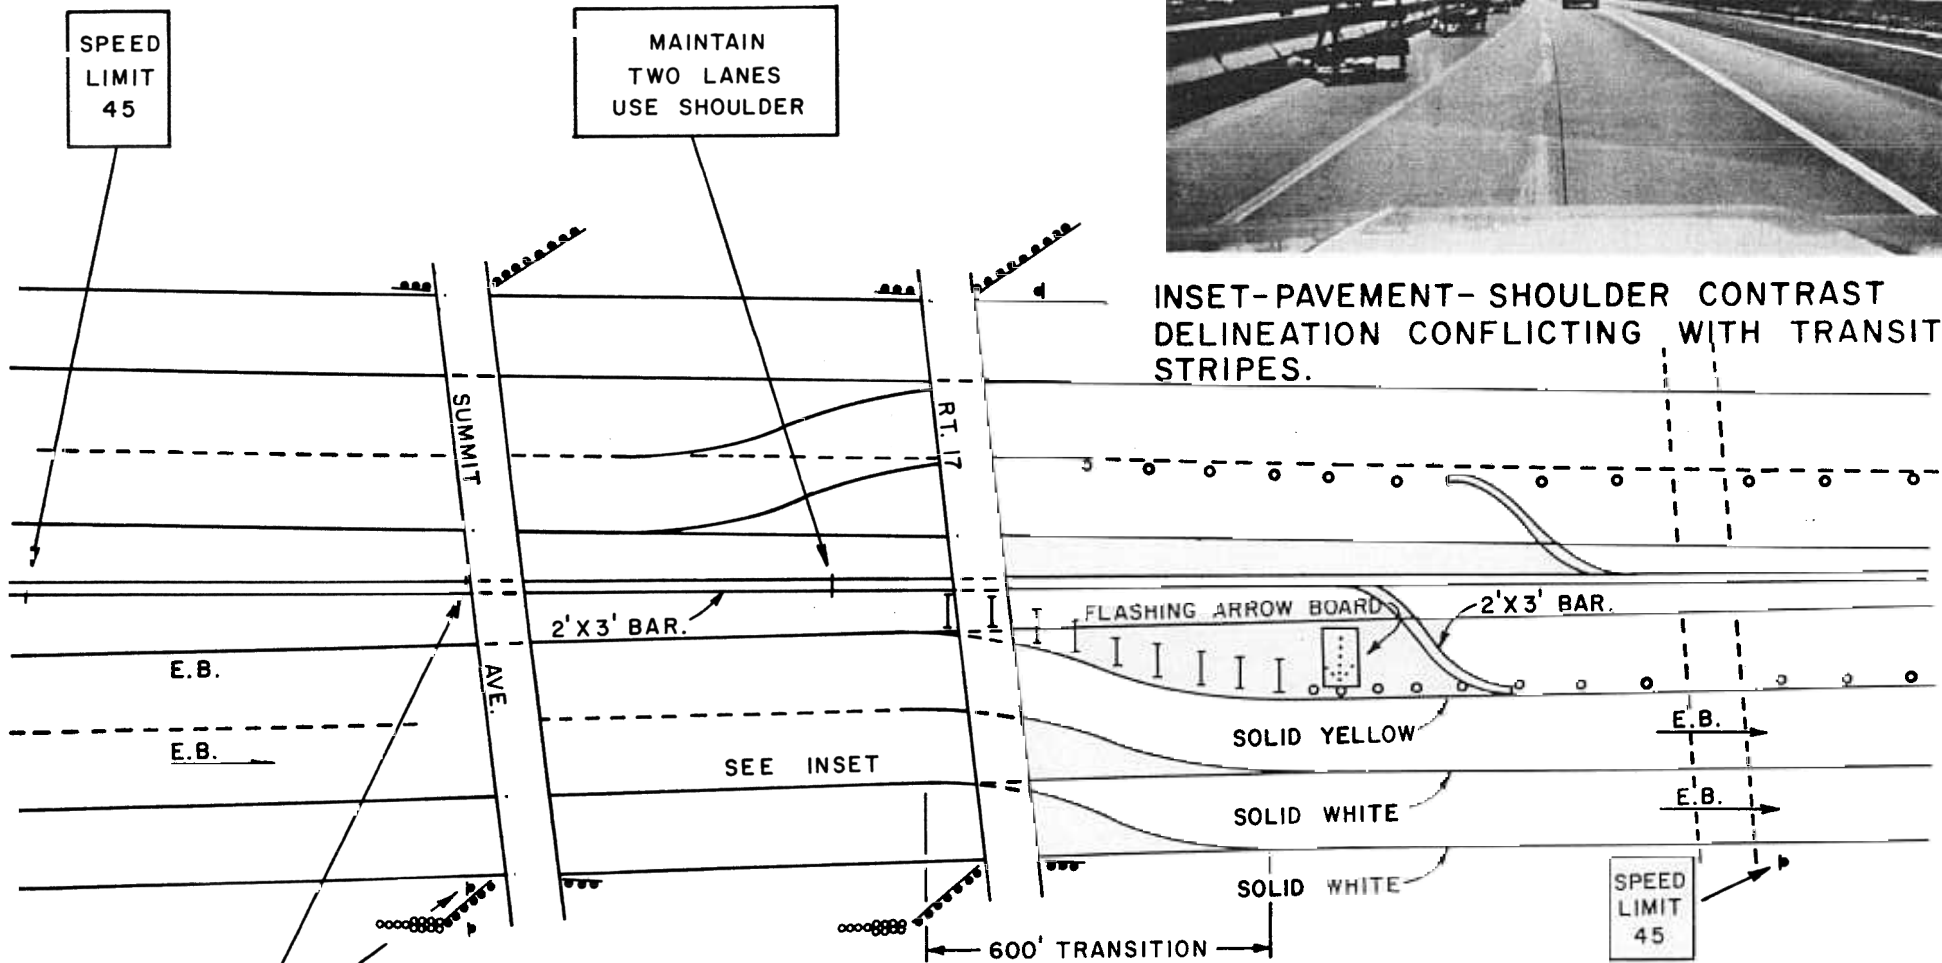 SPEED
LIMIT
45
MAINTAIN
TWO LANES
USE SHOULDER
INSET-PAVEMENT-SHOULDER CONTRAST
DELINEATION CONFLICTING WITH TRANSIT
STRIPES.
SUMMIT
AVE.
RT. 17
2'X3' BAR.
FLASHING ARROW BOARD
2'X3' BAR.
E.B.
E.B.
SEE INSET
SOLID YELLOW
SOLID WHITE
SOLID WHITE
E.B.
E.B.
SPEED
LIMIT
45
600' TRANSITION